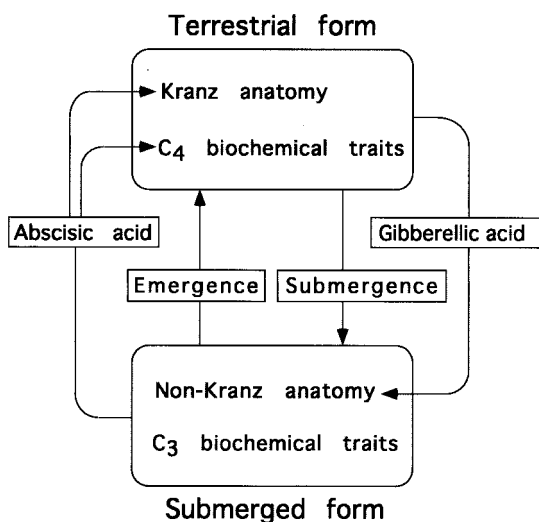 Terrestrial form
Kranz anatomy
C4 biochemical traits
Abscisic acid
Gibberellic acid
Emergence
Submergence
Non-Kranz anatomy
C3 biochemical traits
Submerged form